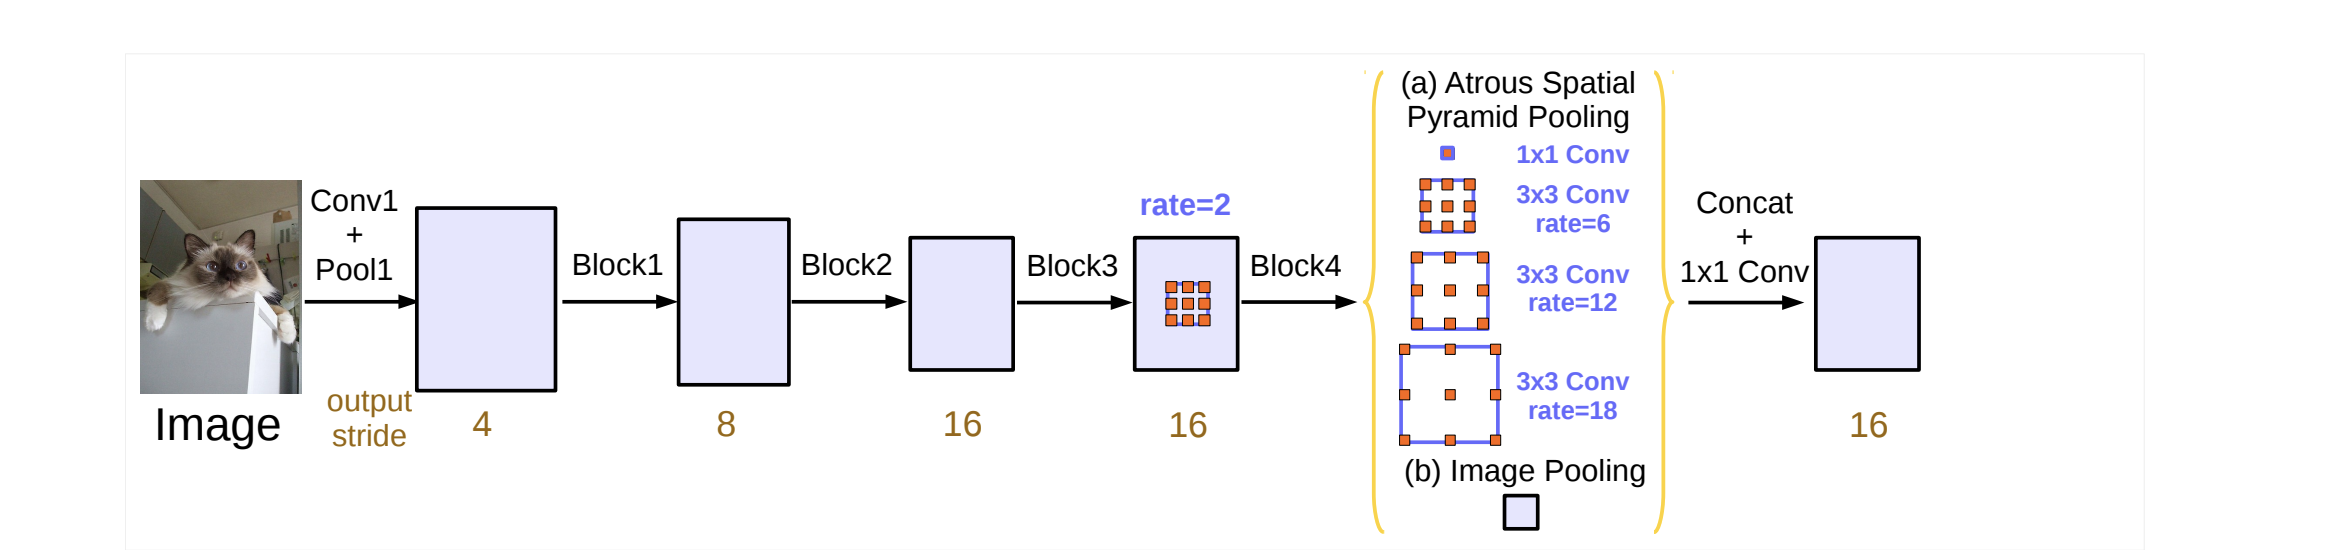 Image
Conv1
+
Pool1
output
stride
4
Block1
8
Block2
16
Block3
rate=2
16
Block4
(a) Atrous Spatial
Pyramid Pooling
1x1 Conv
3x3 Conv
rate=6
3x3 Conv
rate=12
3x3 Conv
rate=18
(b) Image Pooling
Concat
+
1x1 Conv
16